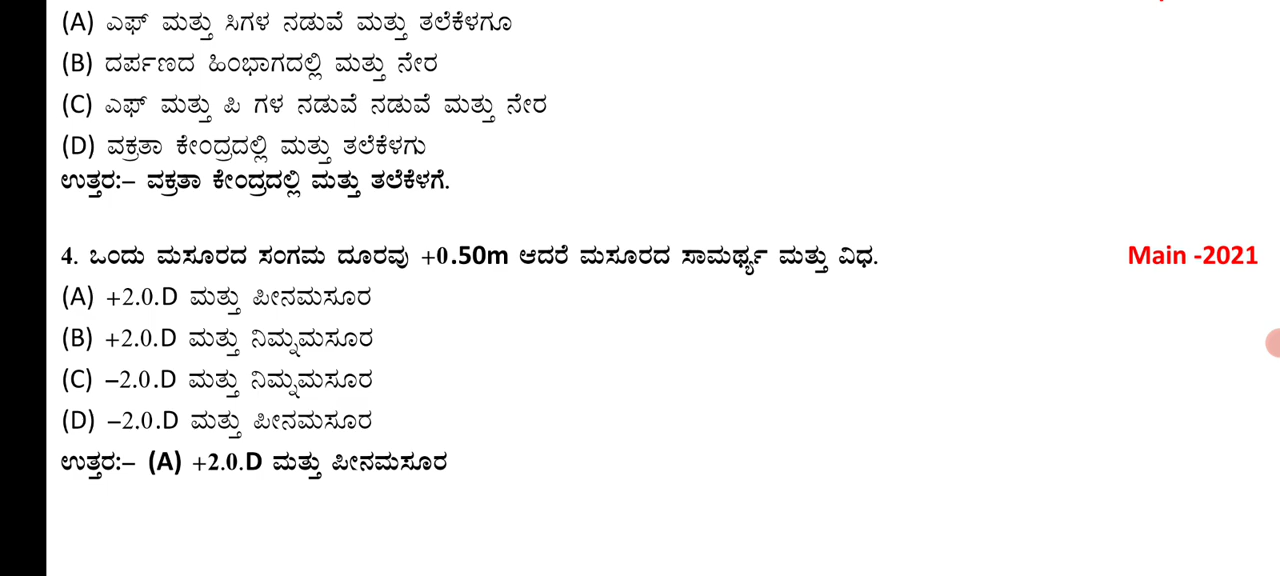 (A) ಎಫ್ ಮತ್ತು ಸಿಗಳ ನಡುವೆ ಮತ್ತು ತಲೆಕೆಳಗೂ
(B) ದರ್ಪಣದ ಹಿಂಭಾಗದಲ್ಲಿ ಮತ್ತು ನೇರ
(C) ಎಫ್ ಮತ್ತು ಪಿ ಗಳ ನಡುವೆ ನಡುವೆ ಮತ್ತು ನೇರ
(D) ವಕ್ರತಾ ಕೇಂದ್ರದಲ್ಲಿ ಮತ್ತು ತಲೆಕೆಳಗು
ಉತ್ತರ:– ವಕ್ರತಾ ಕೇಂದ್ರದಲ್ಲಿ ಮತ್ತು ತಲೆಕೆಳಗೆ.
4. ಒಂದು ಮಸೂರದ ಸಂಗಮ ದೂರವು +0.50m ಆದರೆ ಮಸೂರದ ಸಾಮರ್ಥ್ಯ ಮತ್ತು ವಿಧ. Main -2021
(A) +2.0.D ಮತ್ತು ಪೀನಮಸೂರ
(B) +2.0.D ಮತ್ತು ನಿಮ್ನಮಸೂರ
(C) –2.0.D ಮತ್ತು ನಿಮ್ನಮಸೂರ
(D) –2.0.D ಮತ್ತು ಪೀನಮಸೂರ
ಉತ್ತರ:– (A) +2.0.D ಮತ್ತು ಪೀನಮಸೂರ